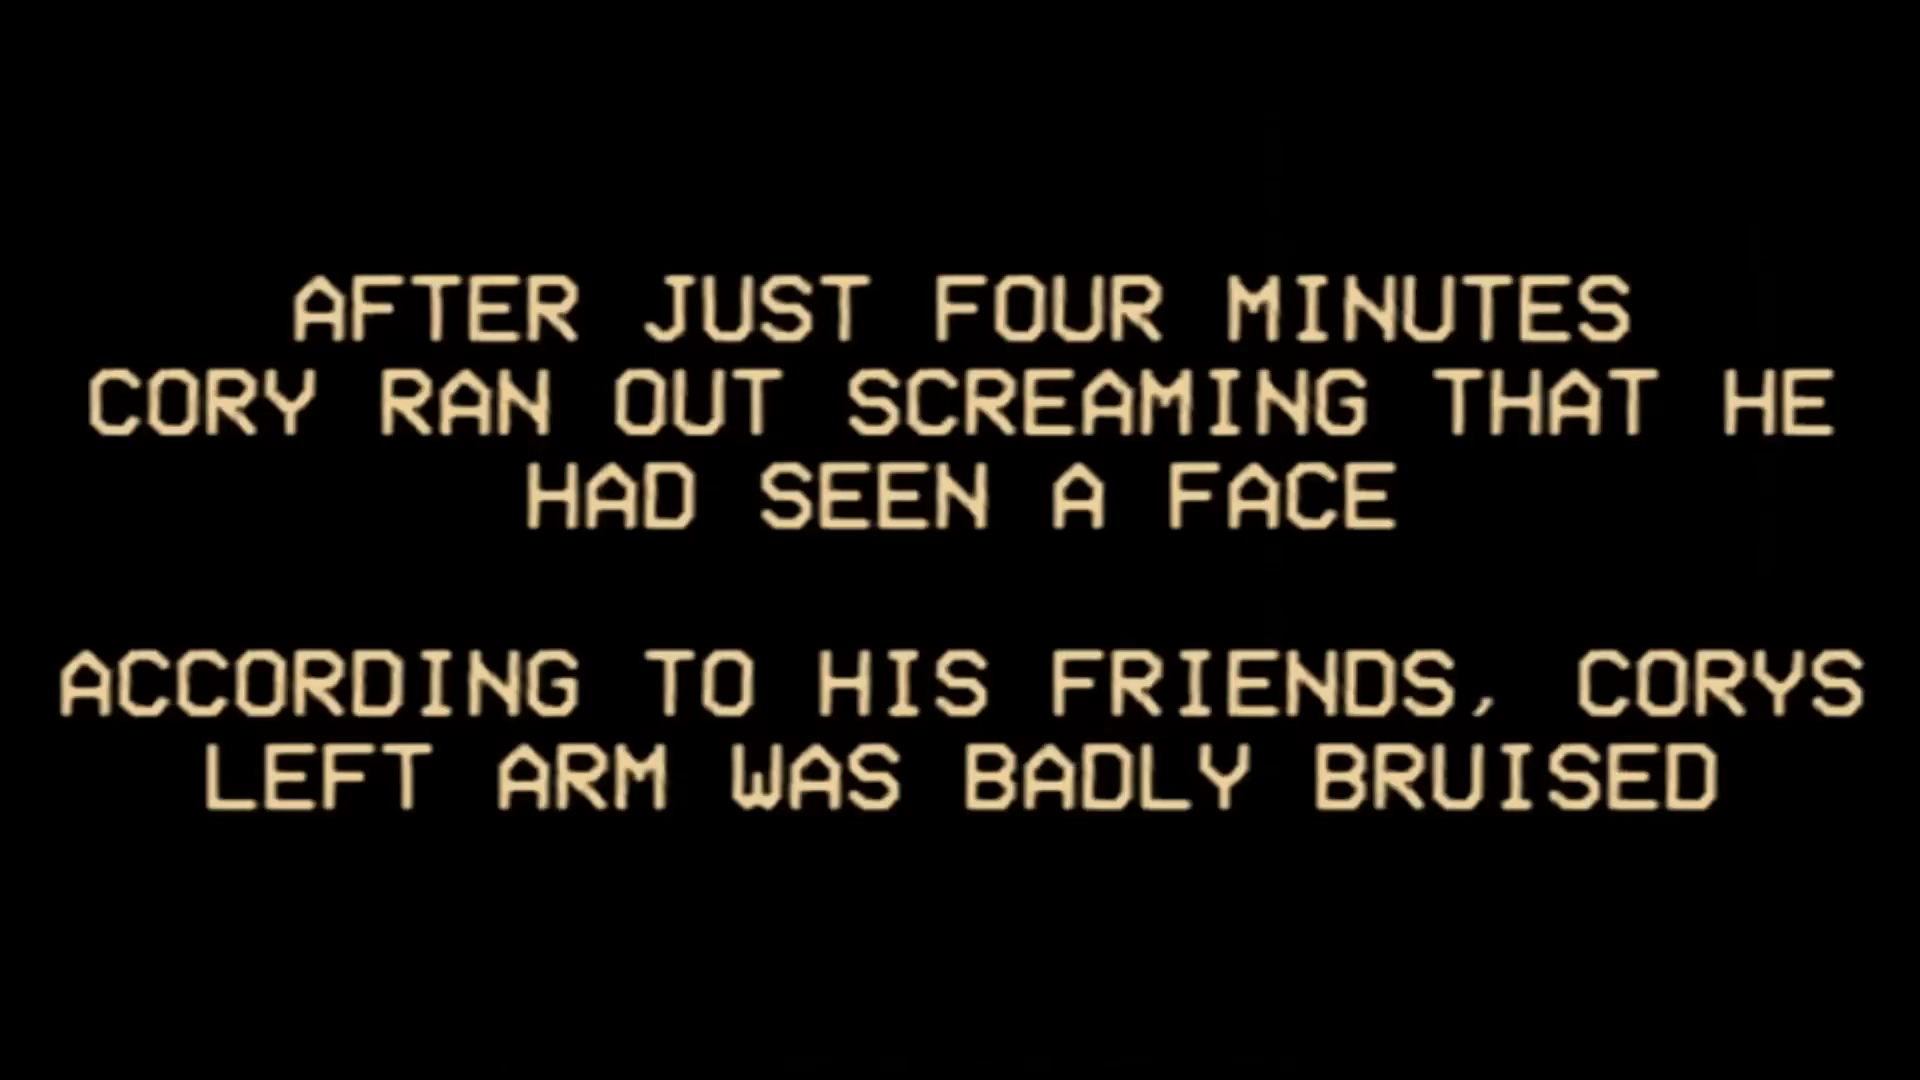 AFTER JUST FOUR MINUTES
CORY RAN OUT SCREAMING THAT HE
HAD SEEN A FACE
ACCORDING TO HIS FRIENDS, CORYS
LEFT ARM WAS BADLY BRUISED